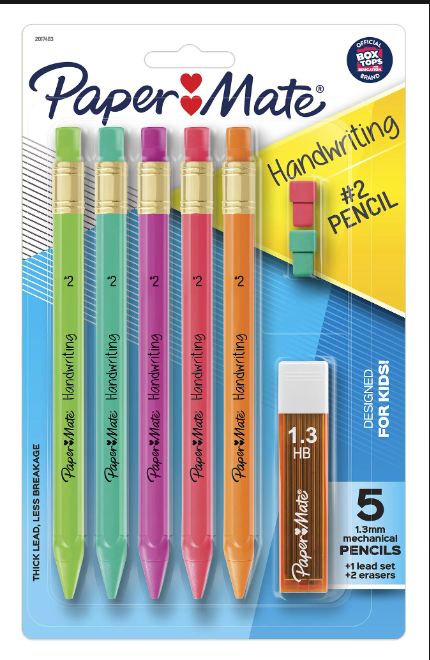 2017483
OFFICIAL
BOX TOPS
EDUCATION
BRAND
Paper Mate®
Handwriting
#2
PENCIL
2
2
2
2
2
Paper Mate Handwriting
Paper Mate Handwriting
Paper Mate Handwriting
Paper Mate Handwriting
Paper Mate Handwriting
1.3
HB
Paper Mate
DESIGNED
FOR KIDS!
THICK LEAD, LESS BREAKAGE
5
1.3mm
mechanical
PENCILS
+1 lead set
+2 erasers